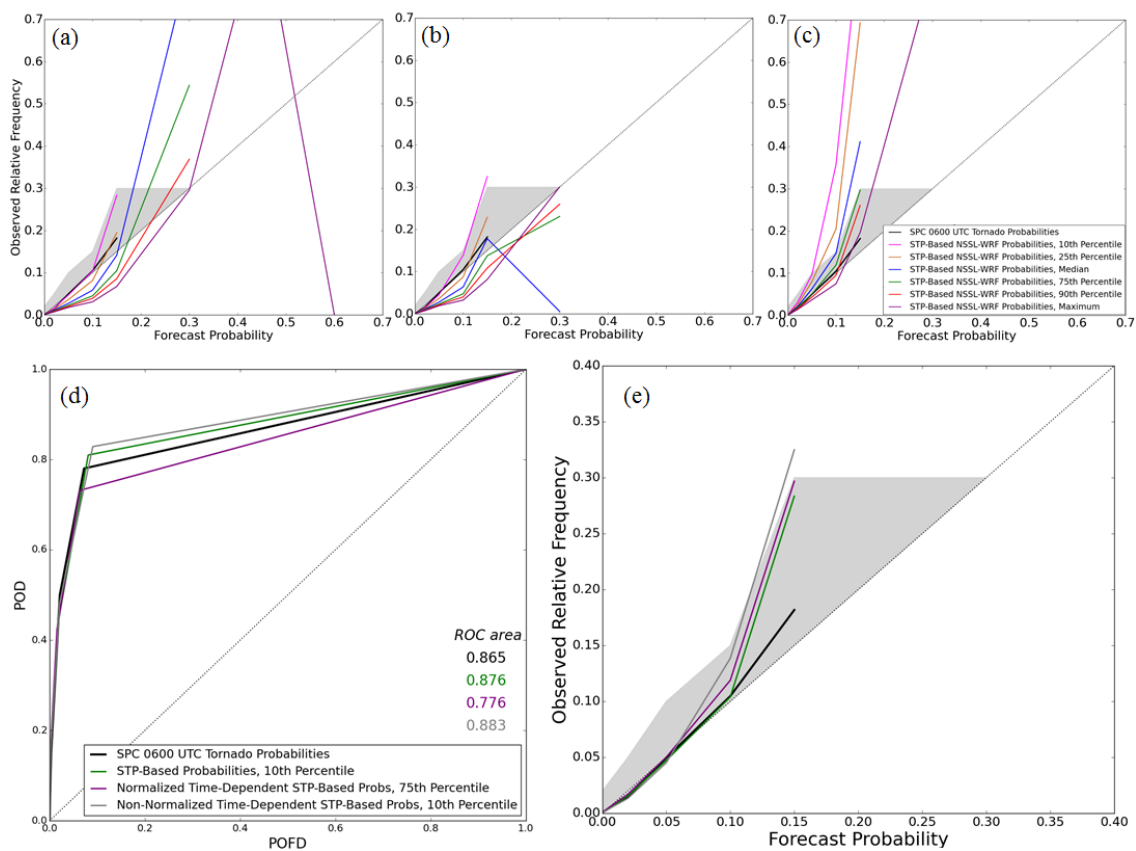 (a)
(b)
(c)
Observed Relative Frequency
0.7
0.6
0.5
0.4
0.3
0.2
0.1
0.0
0.0 0.1 0.2 0.3 0.4 0.5 0.6 0.7
Forecast Probability
0.7
0.6
0.5
0.4
0.3
0.2
0.1
0.0
0.0 0.1 0.2 0.3 0.4 0.5 0.6 0.7
Forecast Probability
0.7
0.6
0.5
0.4
0.3
0.2
0.1
0.0
0.0 0.1 0.2 0.3 0.4 0.5 0.6 0.7
Forecast Probability
SPC 0600 UTC Tornado Probabilities
STP-Based NSSL-WRF Probabilities, 10th Percentile
STP-Based NSSL-WRF Probabilities, 25th Percentile
STP-Based NSSL-WRF Probabilities, Median
STP-Based NSSL-WRF Probabilities, 75th Percentile
STP-Based NSSL-WRF Probabilities, 90th Percentile
STP-Based NSSL-WRF Probabilities, Maximum
(d)
POD
1.0
0.8
0.6
0.4
0.2
0.0
0.0 0.2 0.4 0.6 0.8 1.0
POFD
ROC area
0.865
0.876
0.776
0.883
SPC 0600 UTC Tornado Probabilities
STP-Based Probabilities, 10th Percentile
Normalized Time-Dependent STP-Based Probs, 75th Percentile
Non-Normalized Time-Dependent STP-Based Probs, 10th Percentile
(e)
Observed Relative Frequency
0.40
0.35
0.30
0.25
0.20
0.15
0.10
0.05
0.00
0.00 0.05 0.10 0.15 0.20 0.25 0.30 0.35 0.40
Forecast Probability